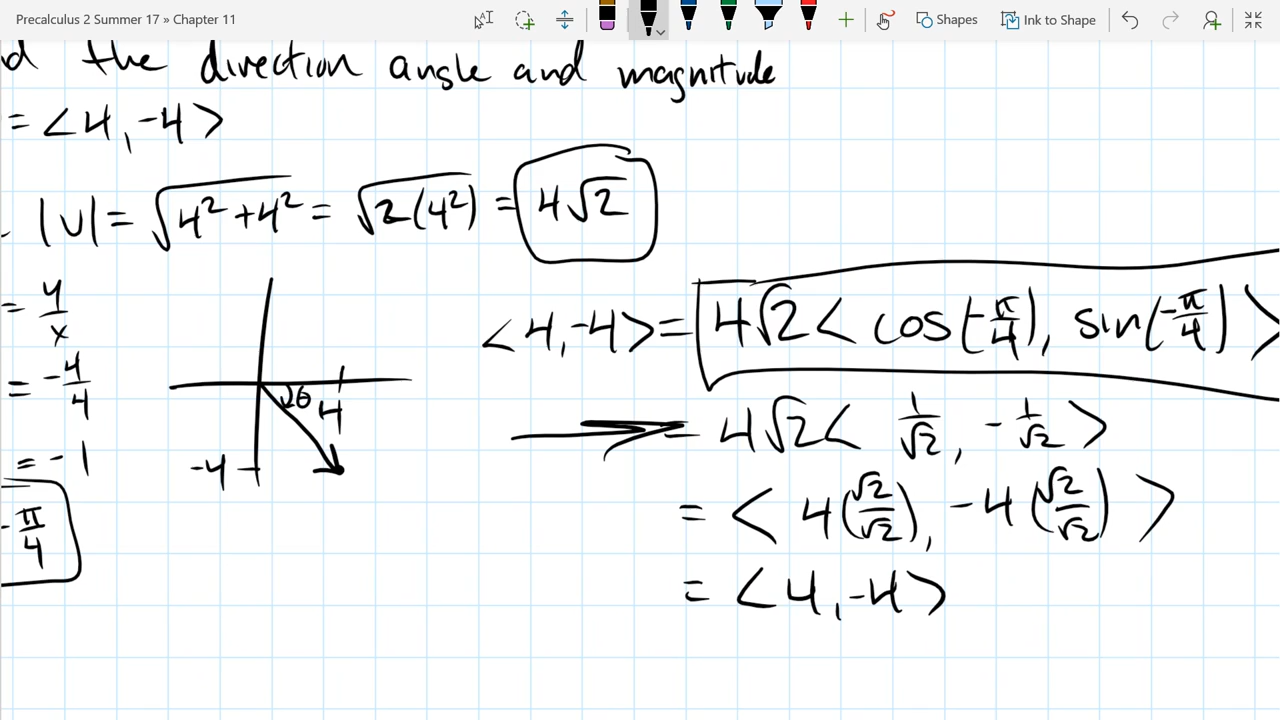 Precalculus 2 Summer 17 » Chapter 11
Shapes
Ink to Shape
d the direction angle and magnitude
= <4, -4>
|v| = √4² + 4² = √2(4²) = 4√2
= y/x
= -4/4
= -1
-π/4
θ
4
-4
<4, -4> = 4√2 < cos(-π/4), sin(-π/4) >
= 4√2 < 1/√2, -1/√2 >
= < 4(√2/√2), -4(√2/√2) >
= <4, -4>